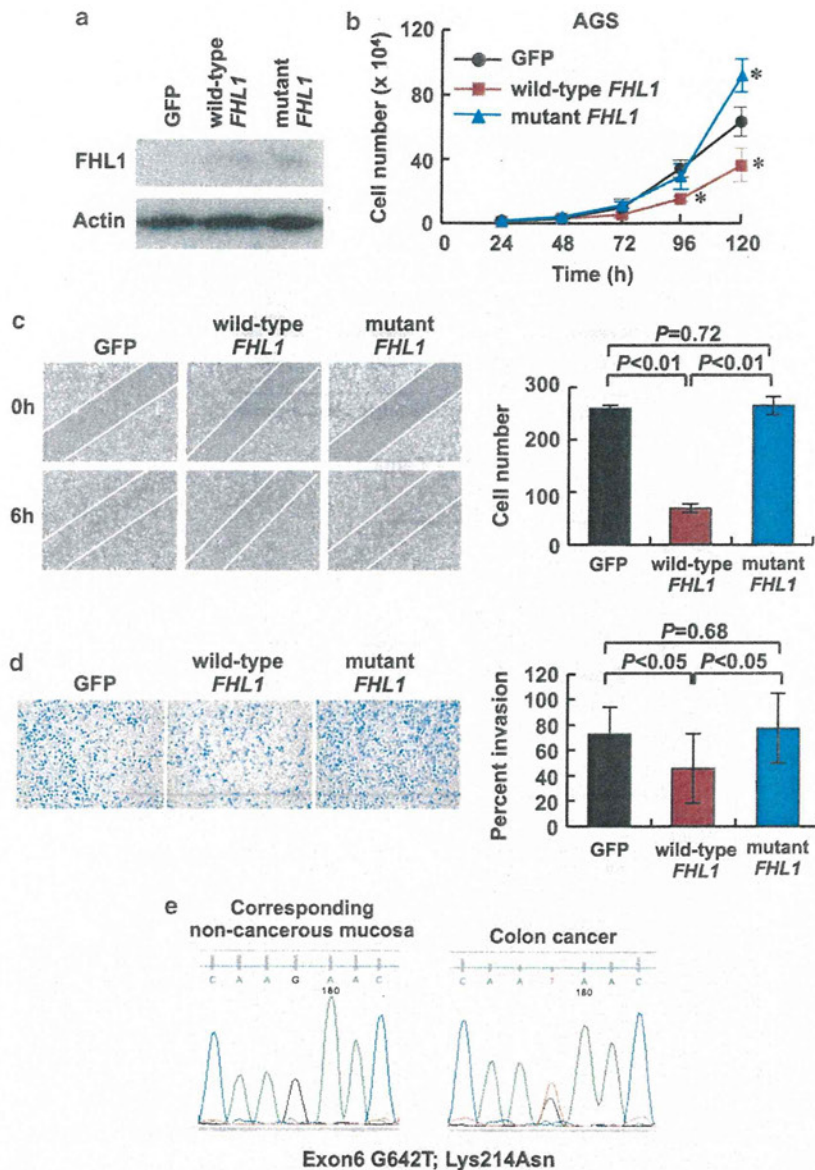 a
GFP
wild-type FHL1
mutant FHL1
FHL1
Actin
b
AGS
Cell number (x 10⁴)
120
80
40
0
GFP
wild-type FHL1
mutant FHL1
*
*
*
0 24 48 72 96 120
Time (h)
c
GFP
wild-type FHL1
mutant FHL1
0h
6h
P=0.72
P<0.01 P<0.01
Cell number
300
200
100
0
GFP
wild-type FHL1
mutant FHL1
d
GFP
wild-type FHL1
mutant FHL1
P=0.68
P<0.05 P<0.05
Percent invasion
120
100
80
60
40
20
0
GFP
wild-type FHL1
mutant FHL1
e
Corresponding
non-cancerous mucosa
C A A G A A C
180
Colon cancer
C A A T A A C
180
Exon6 G642T; Lys214Asn